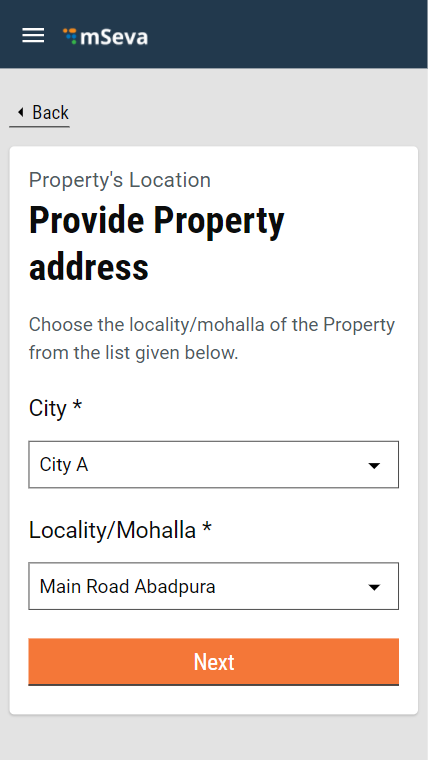 mSeva
Back
Property's Location
Provide Property
address
Choose the locality/mohalla of the Property
from the list given below.
City *
City A
Locality/Mohalla *
Main Road Abadpura
Next